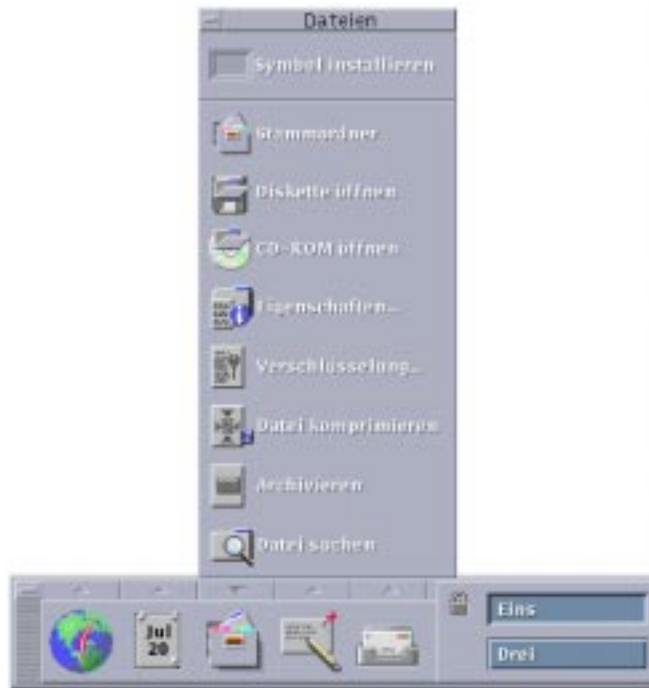 Dateien
Symbol installieren
Stammordner
Diskette öffnen
CD-ROM öffnen
Eigenschaften...
Verschlüsselung...
Datei komprimieren
Archivieren
Datei suchen
Jul
20
Eins
Drei